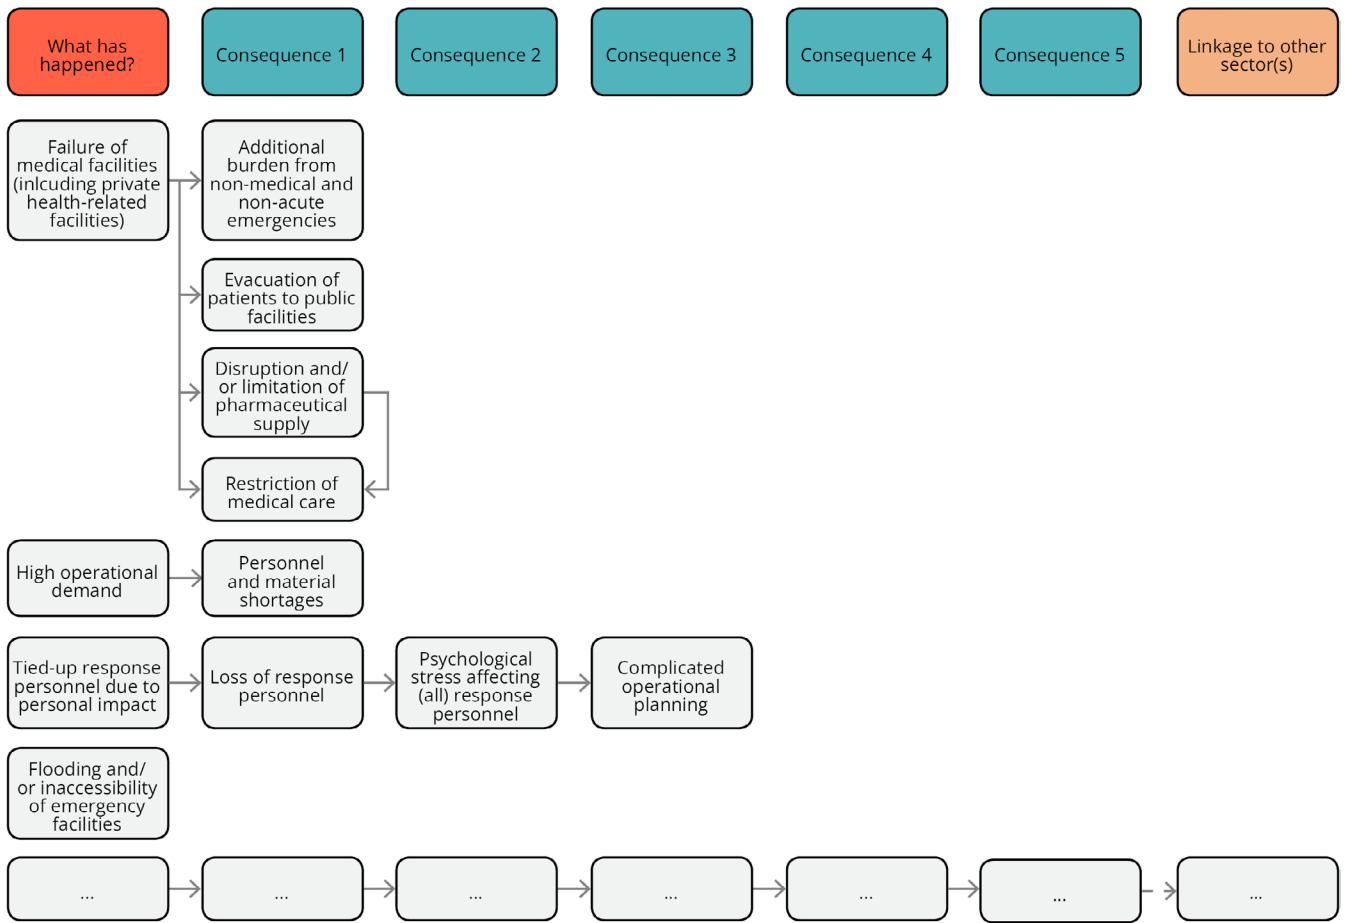 What has
happened?
Consequence 1
Consequence 2
Consequence 3
Consequence 4
Consequence 5
Linkage to other
sector(s)
Failure of
medical facilities
(inlcuding private
health-related
facilities)
Additional
burden from
non-medical and
non-acute
emergencies
Evacuation of
patients to public
facilities
Disruption and/
or limitation of
pharmaceutical
supply
Restriction of
medical care
High operational
demand
Personnel
and material
shortages
Tied-up response
personnel due to
personal impact
Loss of response
personnel
Psychological
stress affecting
(all) response
personnel
Complicated
operational
planning
Flooding and/
or inaccessibility
of emergency
facilities
...
...
...
...
...
...
...